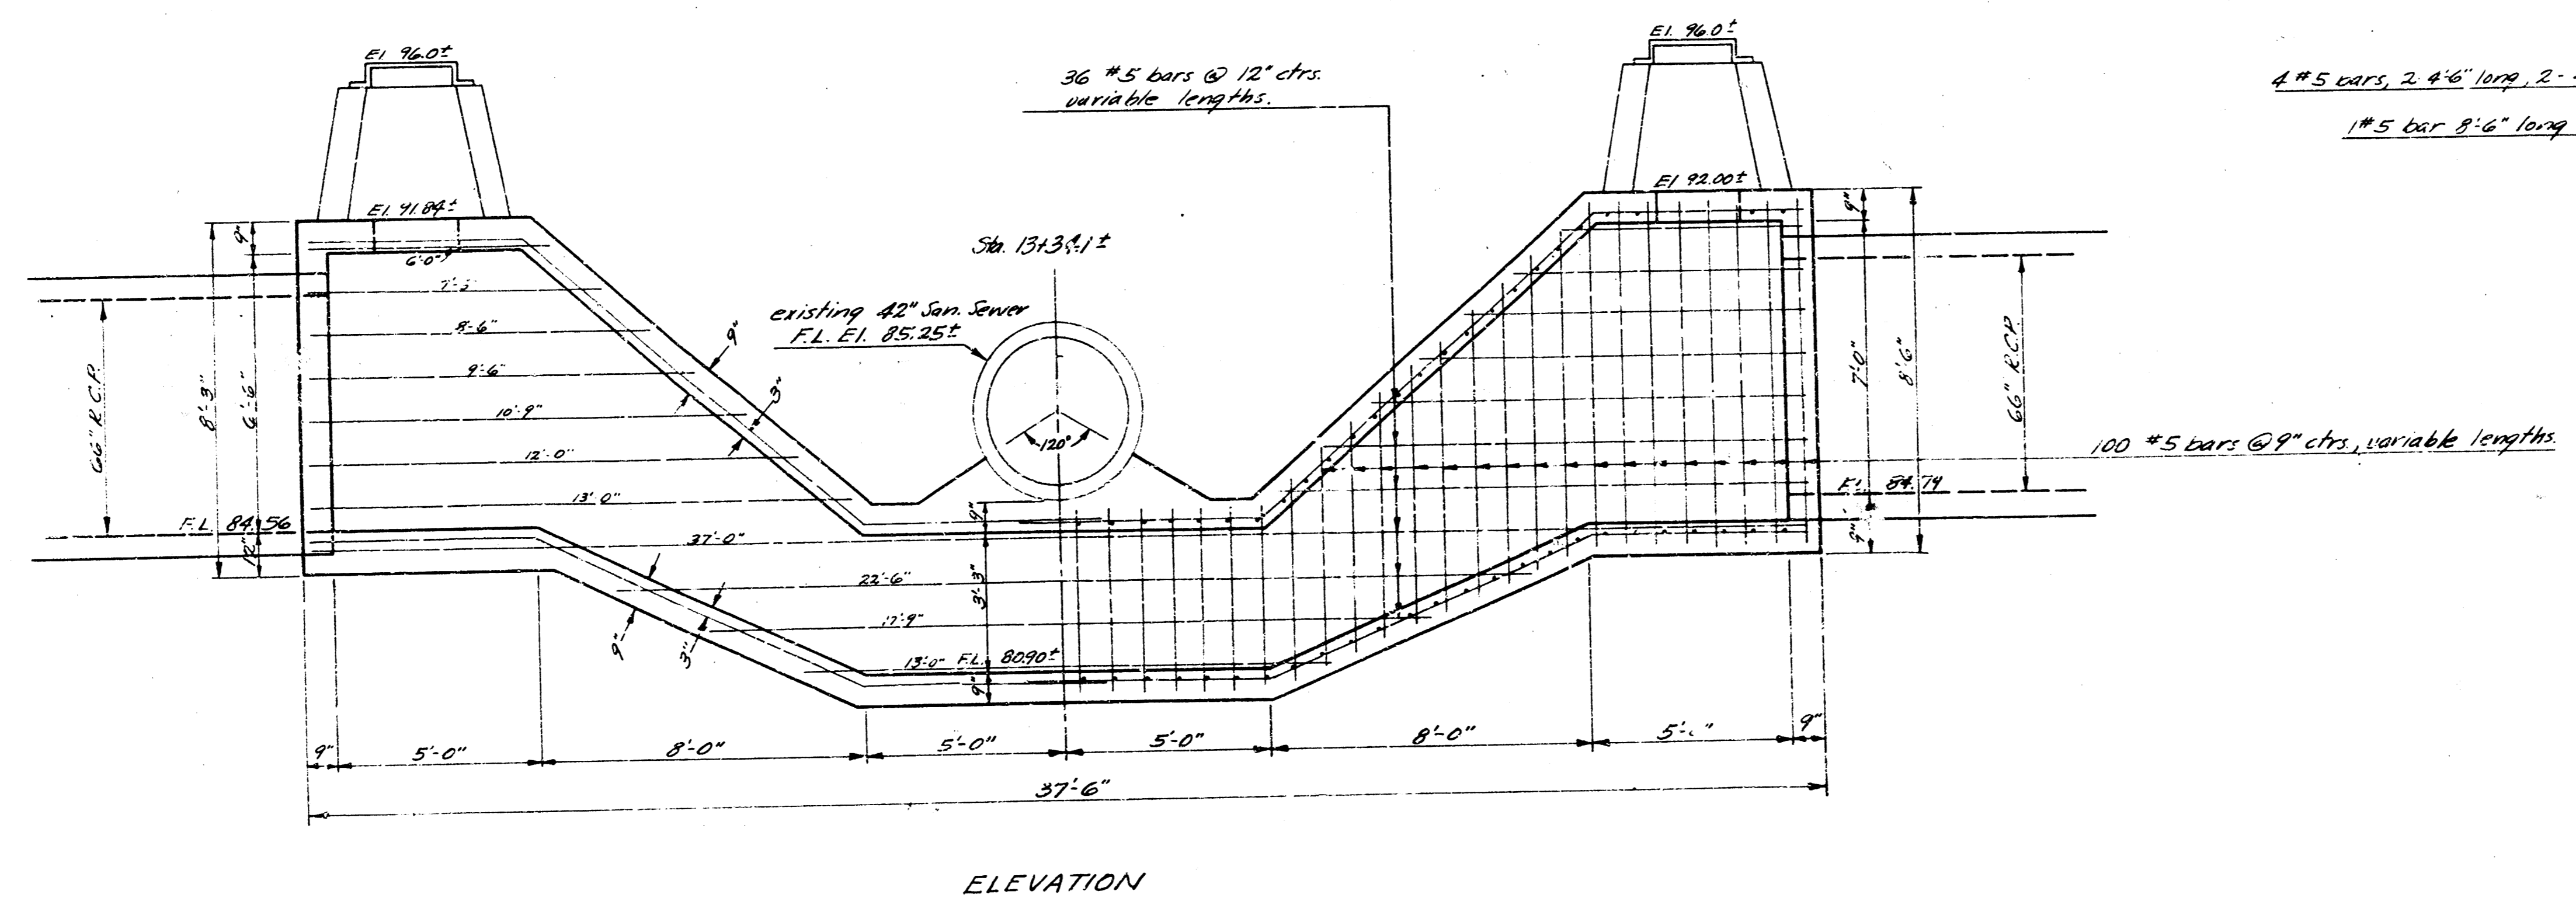 El. 96.0±
El. 96.0±
36 #5 bars @ 12" ctrs.
variable lengths.
4 #5 bars, 2 4'-6" long, 2-
1 #5 bar 8'-6" long
El. 91.84±
El 92.00±
9"
9"
Sta.
6'-0"
existing 42" San. Sewer
F.L. El. 85.25±
8'-6"
9'-6"
10'-9"
12'-0"
13'-0"
9"
3"
120°
66" R.C.P.
8'-3"
6'-6"
7'-0"
8'-6"
66" R.C.P.
100 #5 bars @ 9" ctrs., variable lengths.
F.L. 84.56
12"
F.L. 84.74
9"
9"
37'-0"
22'-6"
3'-3"
17'-9"
9"
3"
13'-0" F.L. 80.90±
9"
9"
5'-0"
8'-0"
5'-0"
5'-0"
8'-0"
9"
37'-6"
ELEVATION